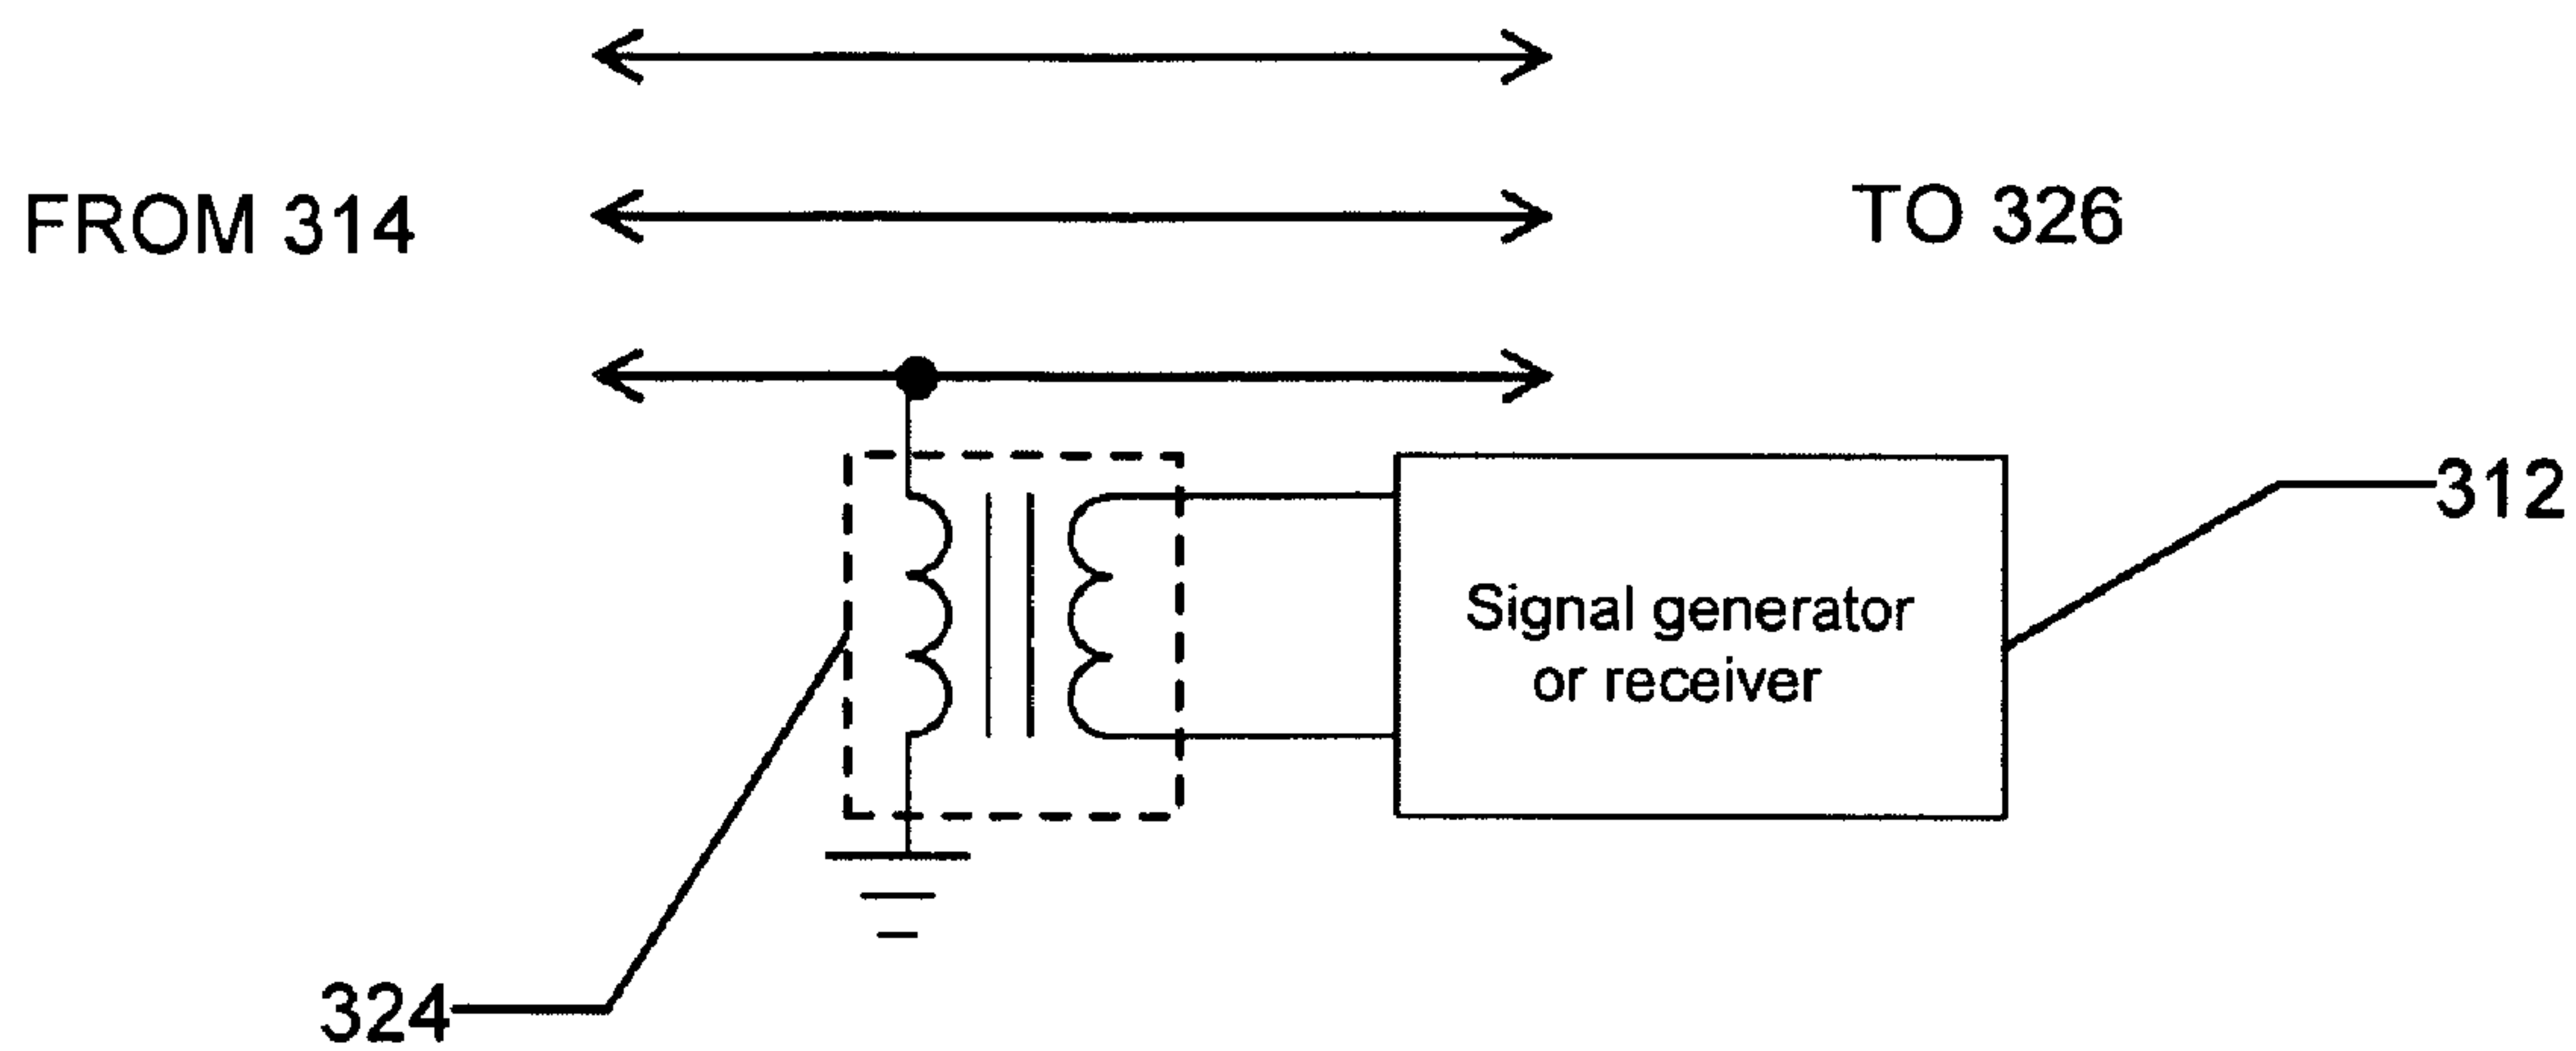 FROM 314
TO 326
312
Signal generator
or receiver
324